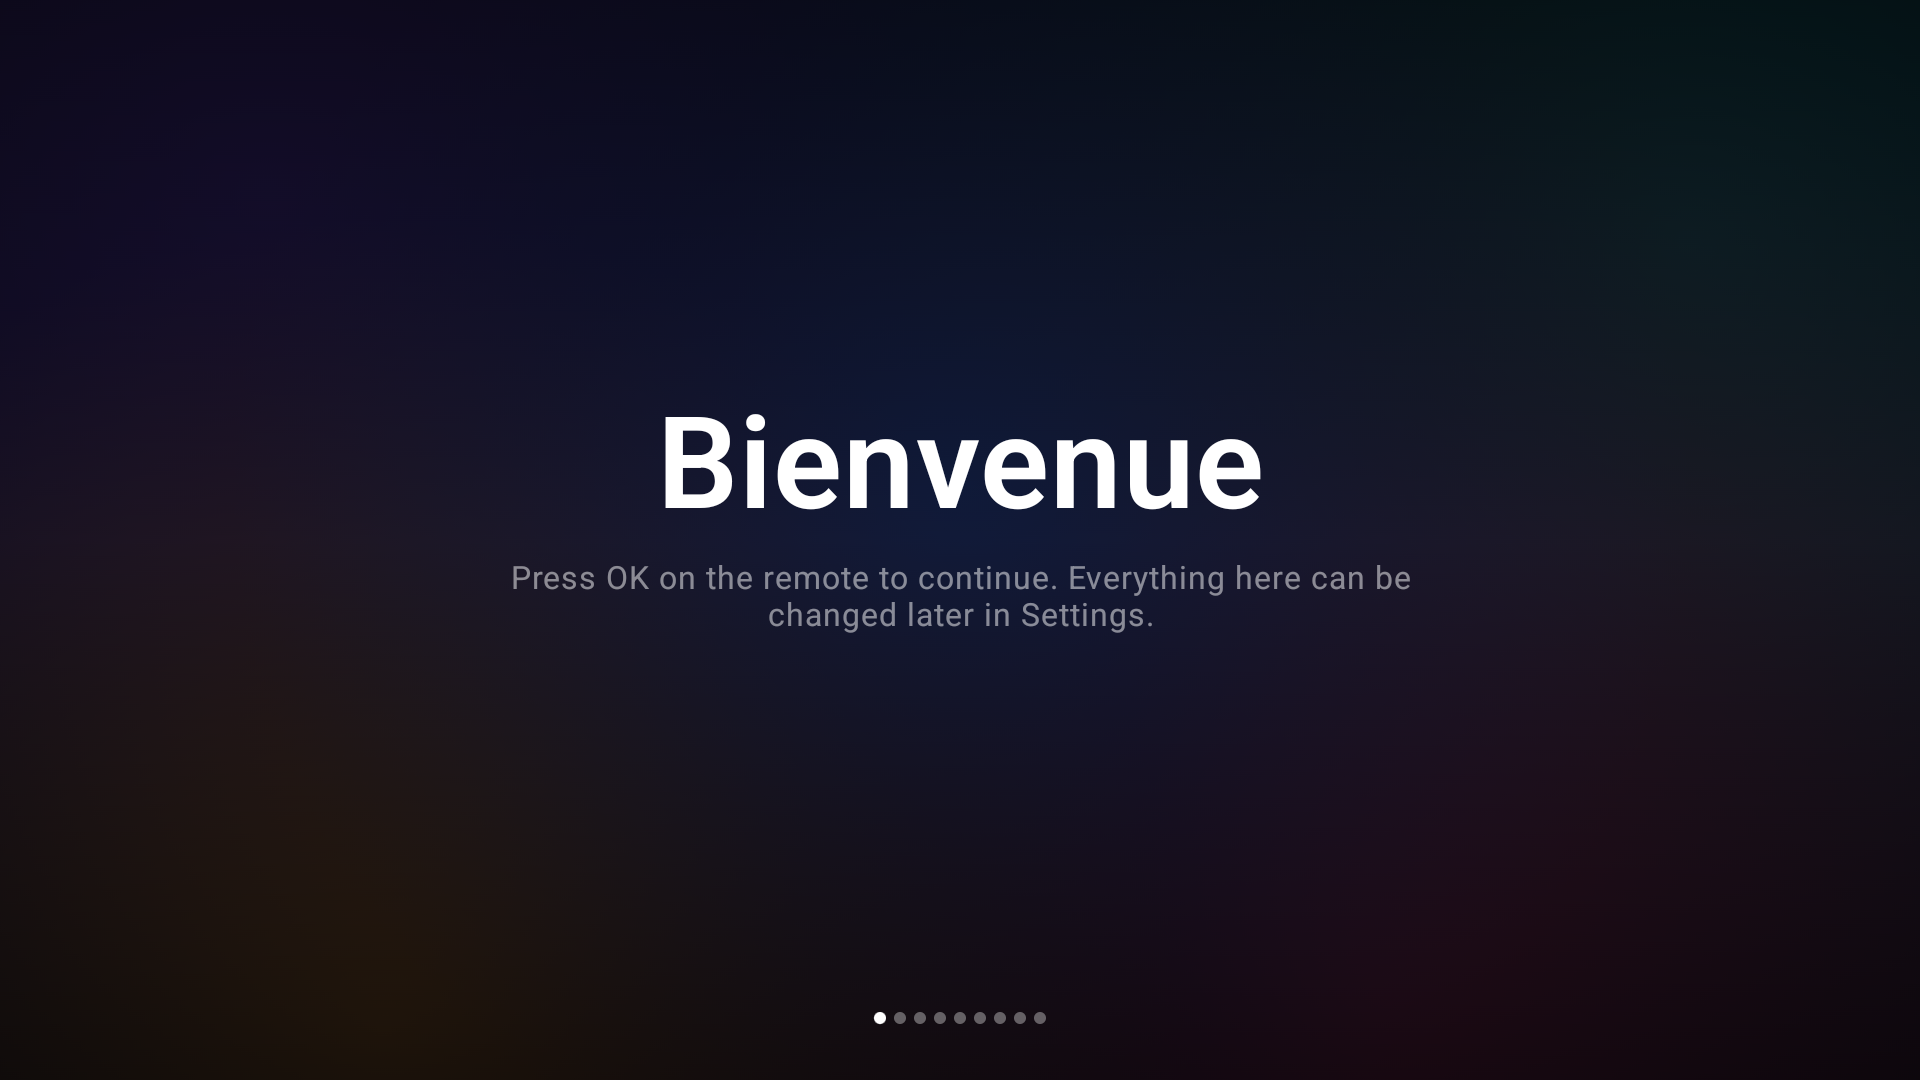 Bienvenue
Press OK on the remote to continue. Everything here can be
changed later in Settings.